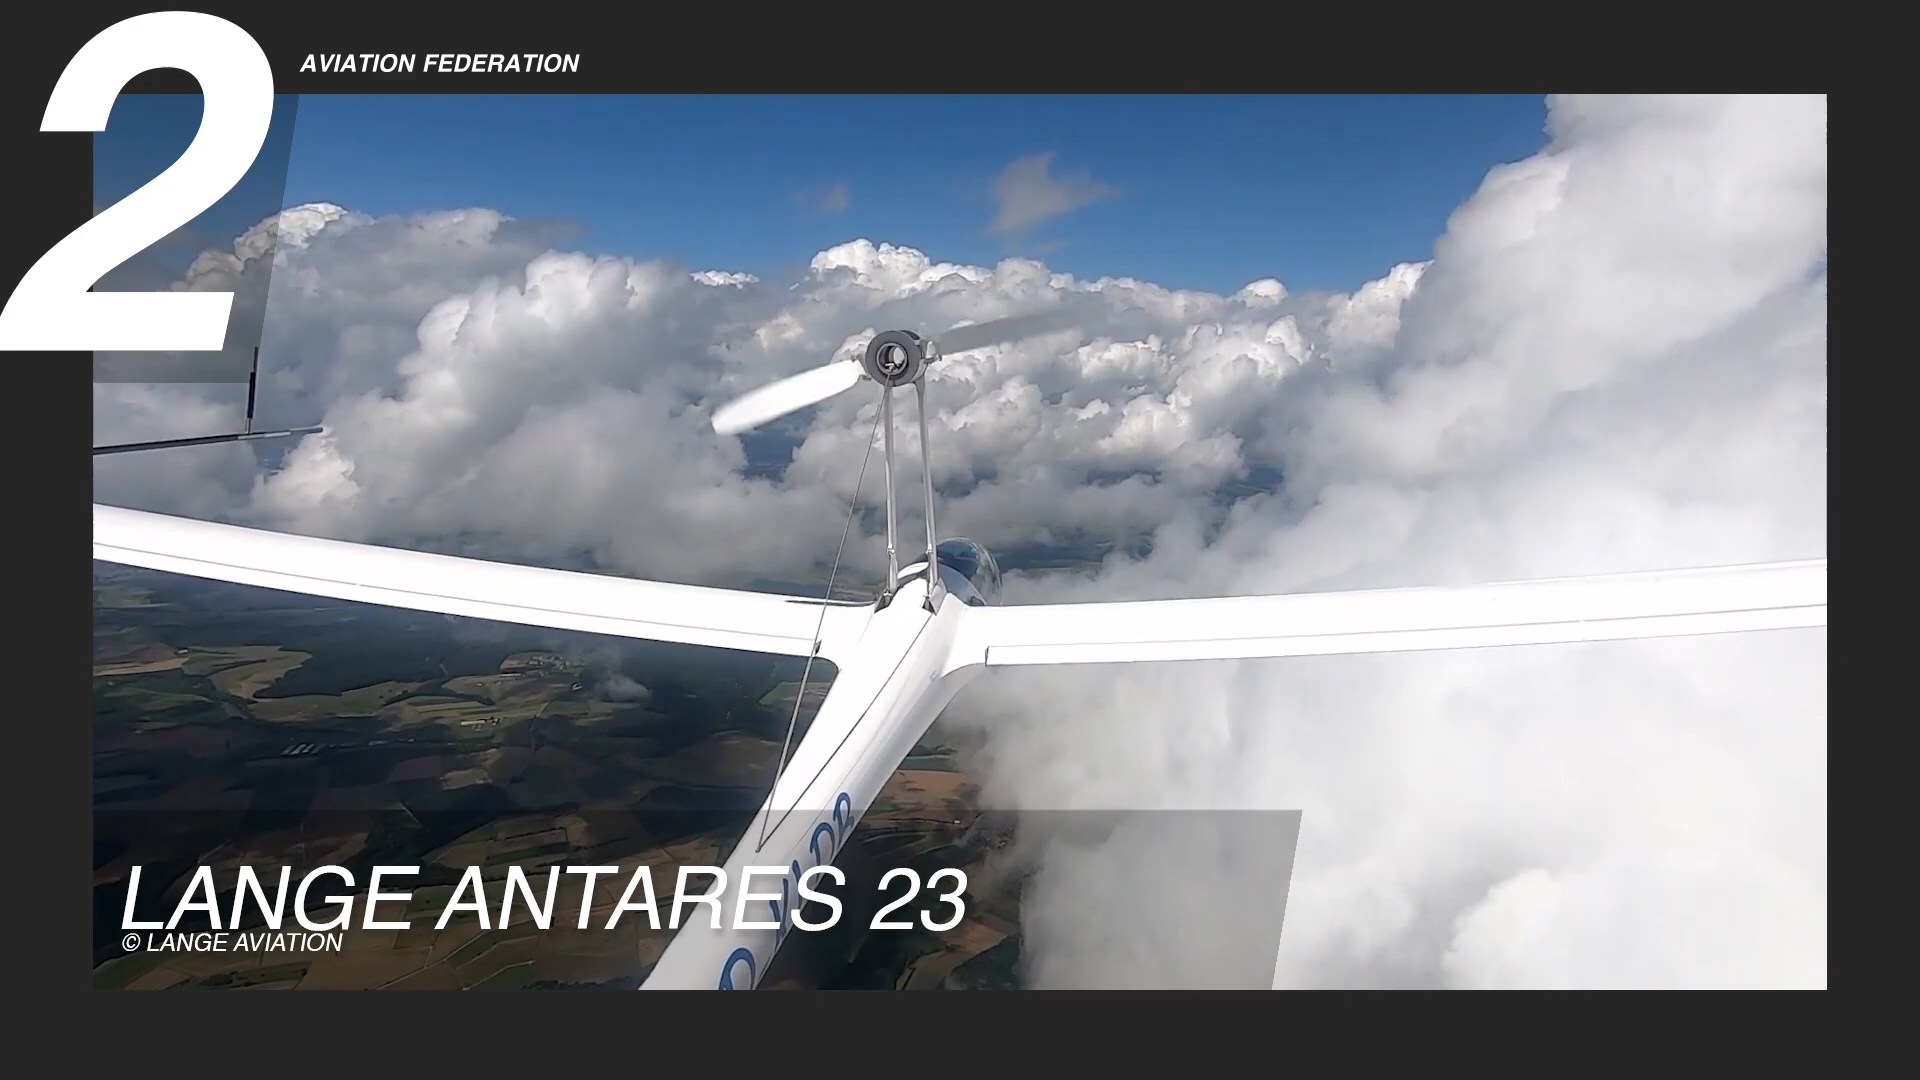 2
AVIATION FEDERATION
LANGE ANTARES 23
© LANGE AVIATION